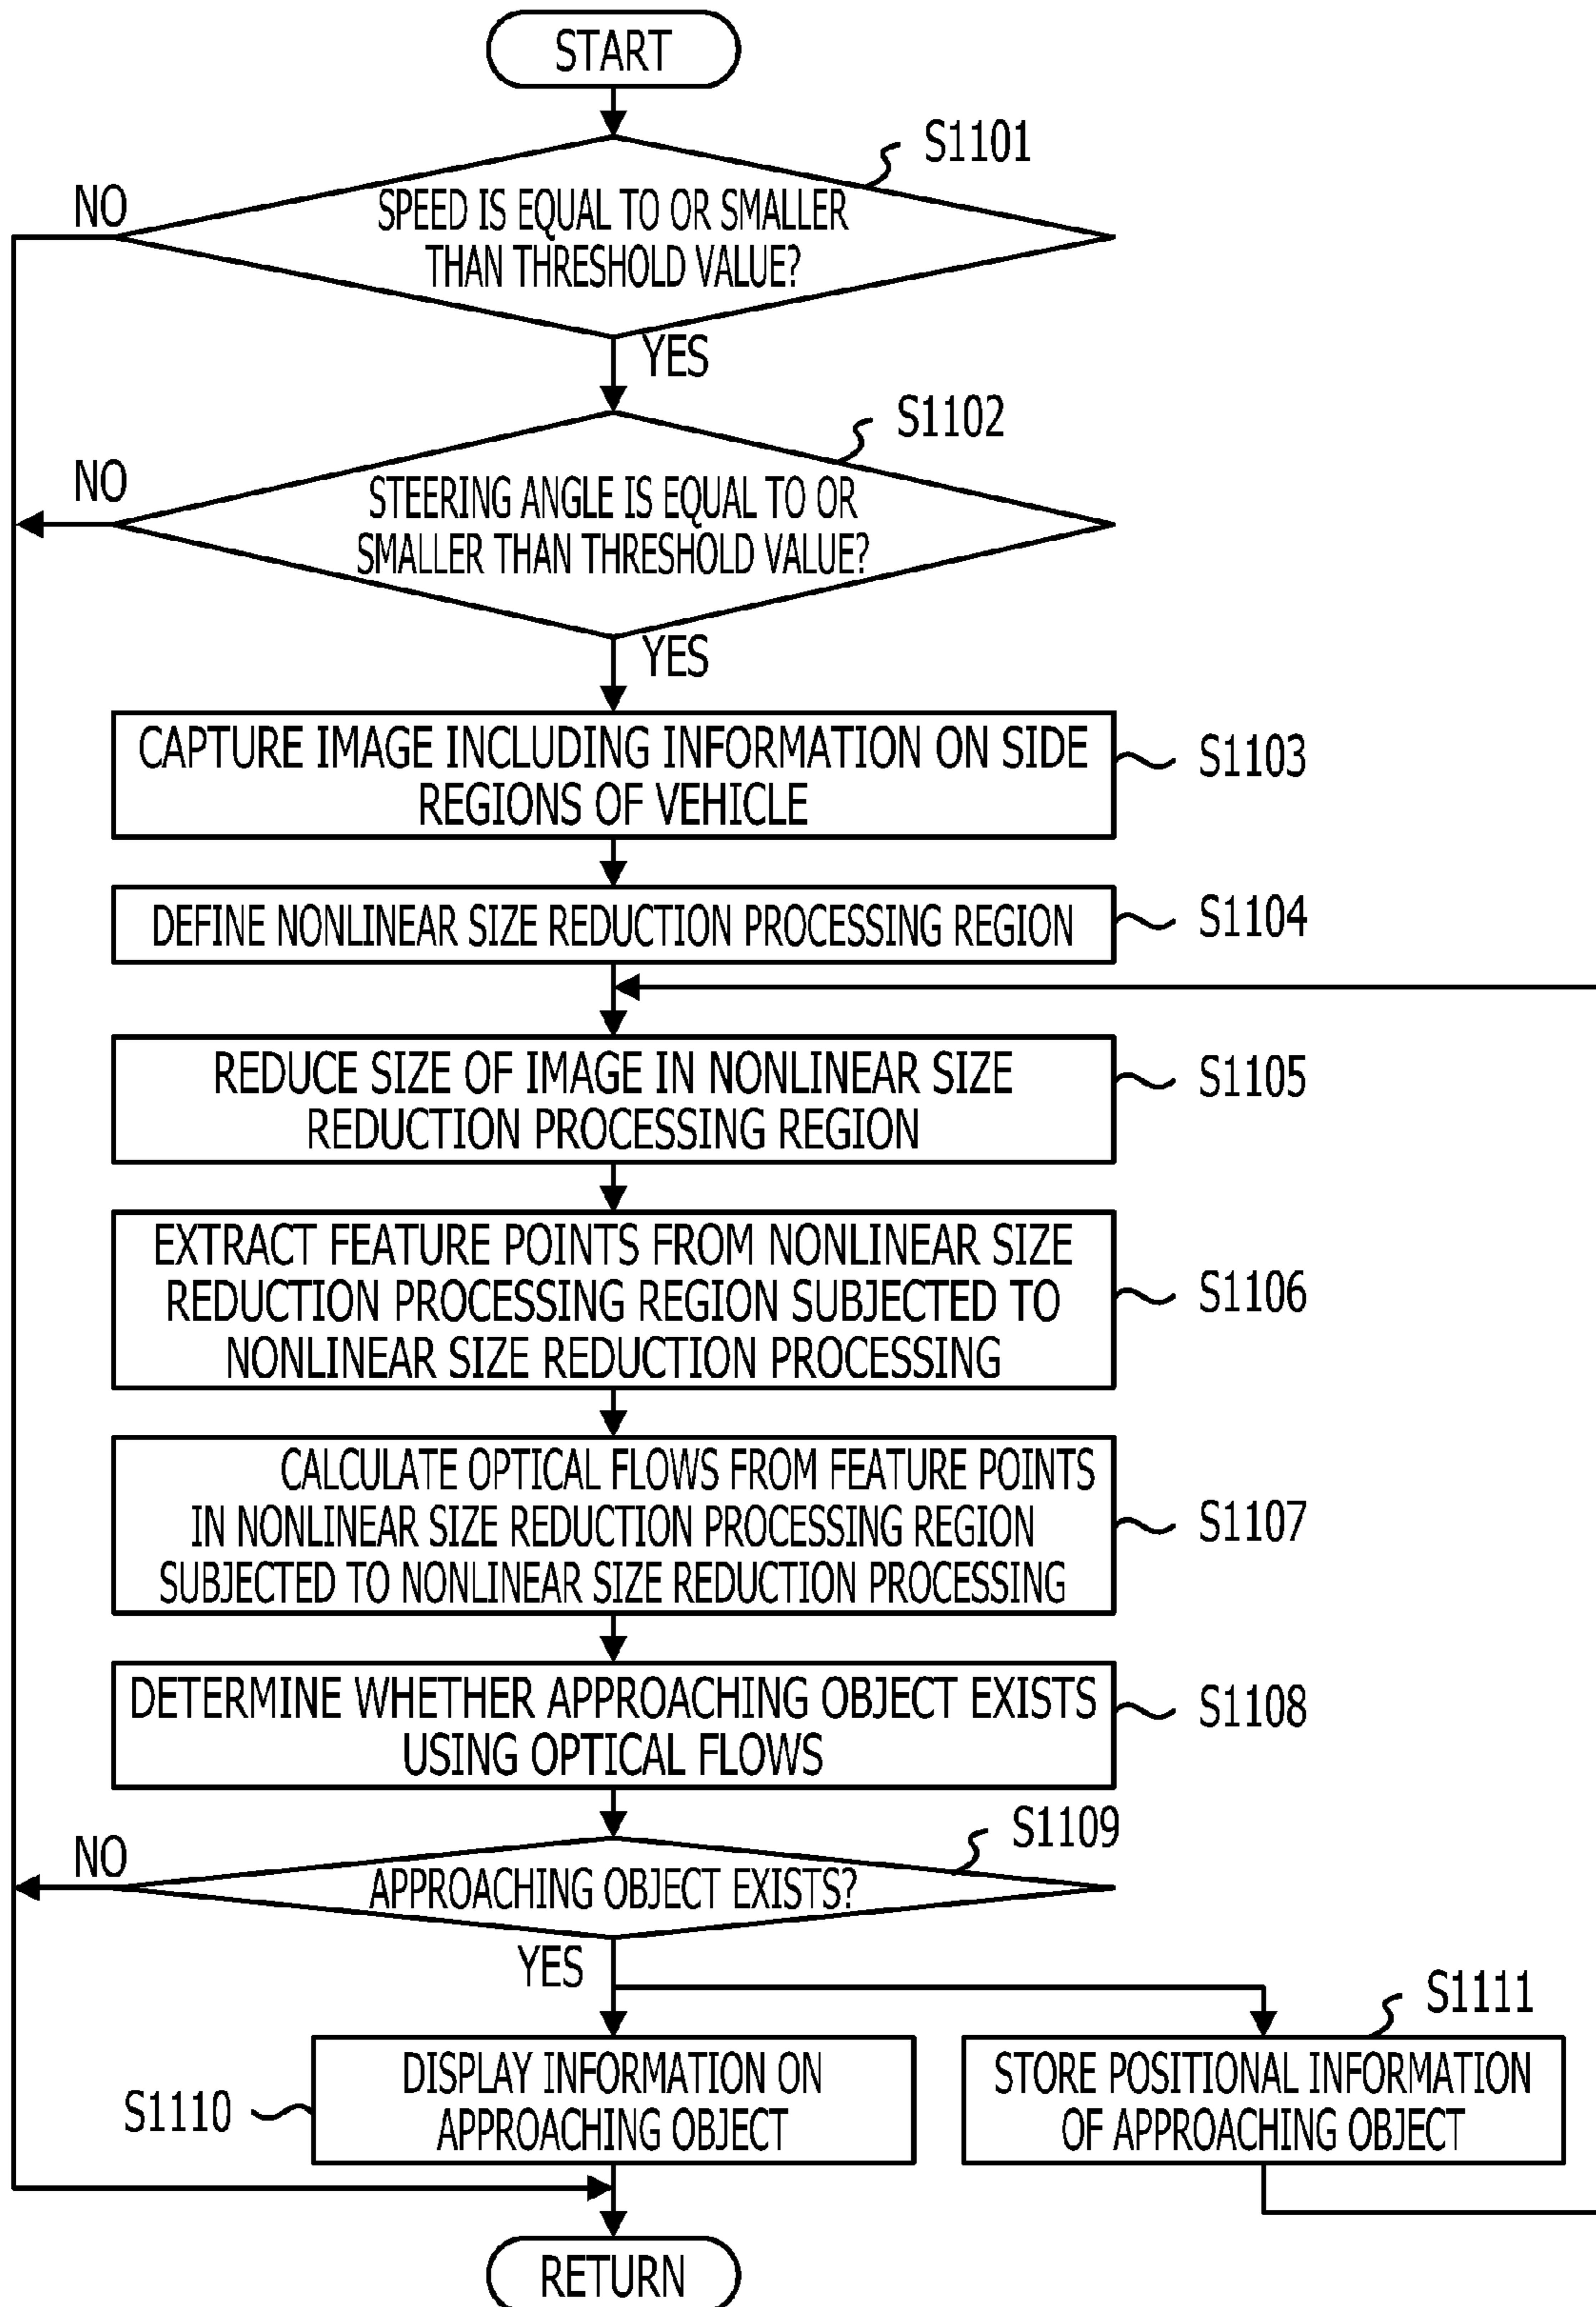 START
S1101
NO
SPEED IS EQUAL TO OR SMALLER
THAN THRESHOLD VALUE?
YES
S1102
NO
STEERING ANGLE IS EQUAL TO OR
SMALLER THAN THRESHOLD VALUE?
YES
CAPTURE IMAGE INCLUDING INFORMATION ON SIDE
REGIONS OF VEHICLE
S1103
DEFINE NONLINEAR SIZE REDUCTION PROCESSING REGION
S1104
REDUCE SIZE OF IMAGE IN NONLINEAR SIZE
REDUCTION PROCESSING REGION
S1105
EXTRACT FEATURE POINTS FROM NONLINEAR SIZE
REDUCTION PROCESSING REGION SUBJECTED TO
NONLINEAR SIZE REDUCTION PROCESSING
S1106
CALCULATE OPTICAL FLOWS FROM FEATURE POINTS
IN NONLINEAR SIZE REDUCTION PROCESSING REGION
SUBJECTED TO NONLINEAR SIZE REDUCTION PROCESSING
S1107
DETERMINE WHETHER APPROACHING OBJECT EXISTS
USING OPTICAL FLOWS
S1108
S1109
NO
APPROACHING OBJECT EXISTS?
YES
S1111
DISPLAY INFORMATION ON
APPROACHING OBJECT
S1110
STORE POSITIONAL INFORMATION
OF APPROACHING OBJECT
RETURN